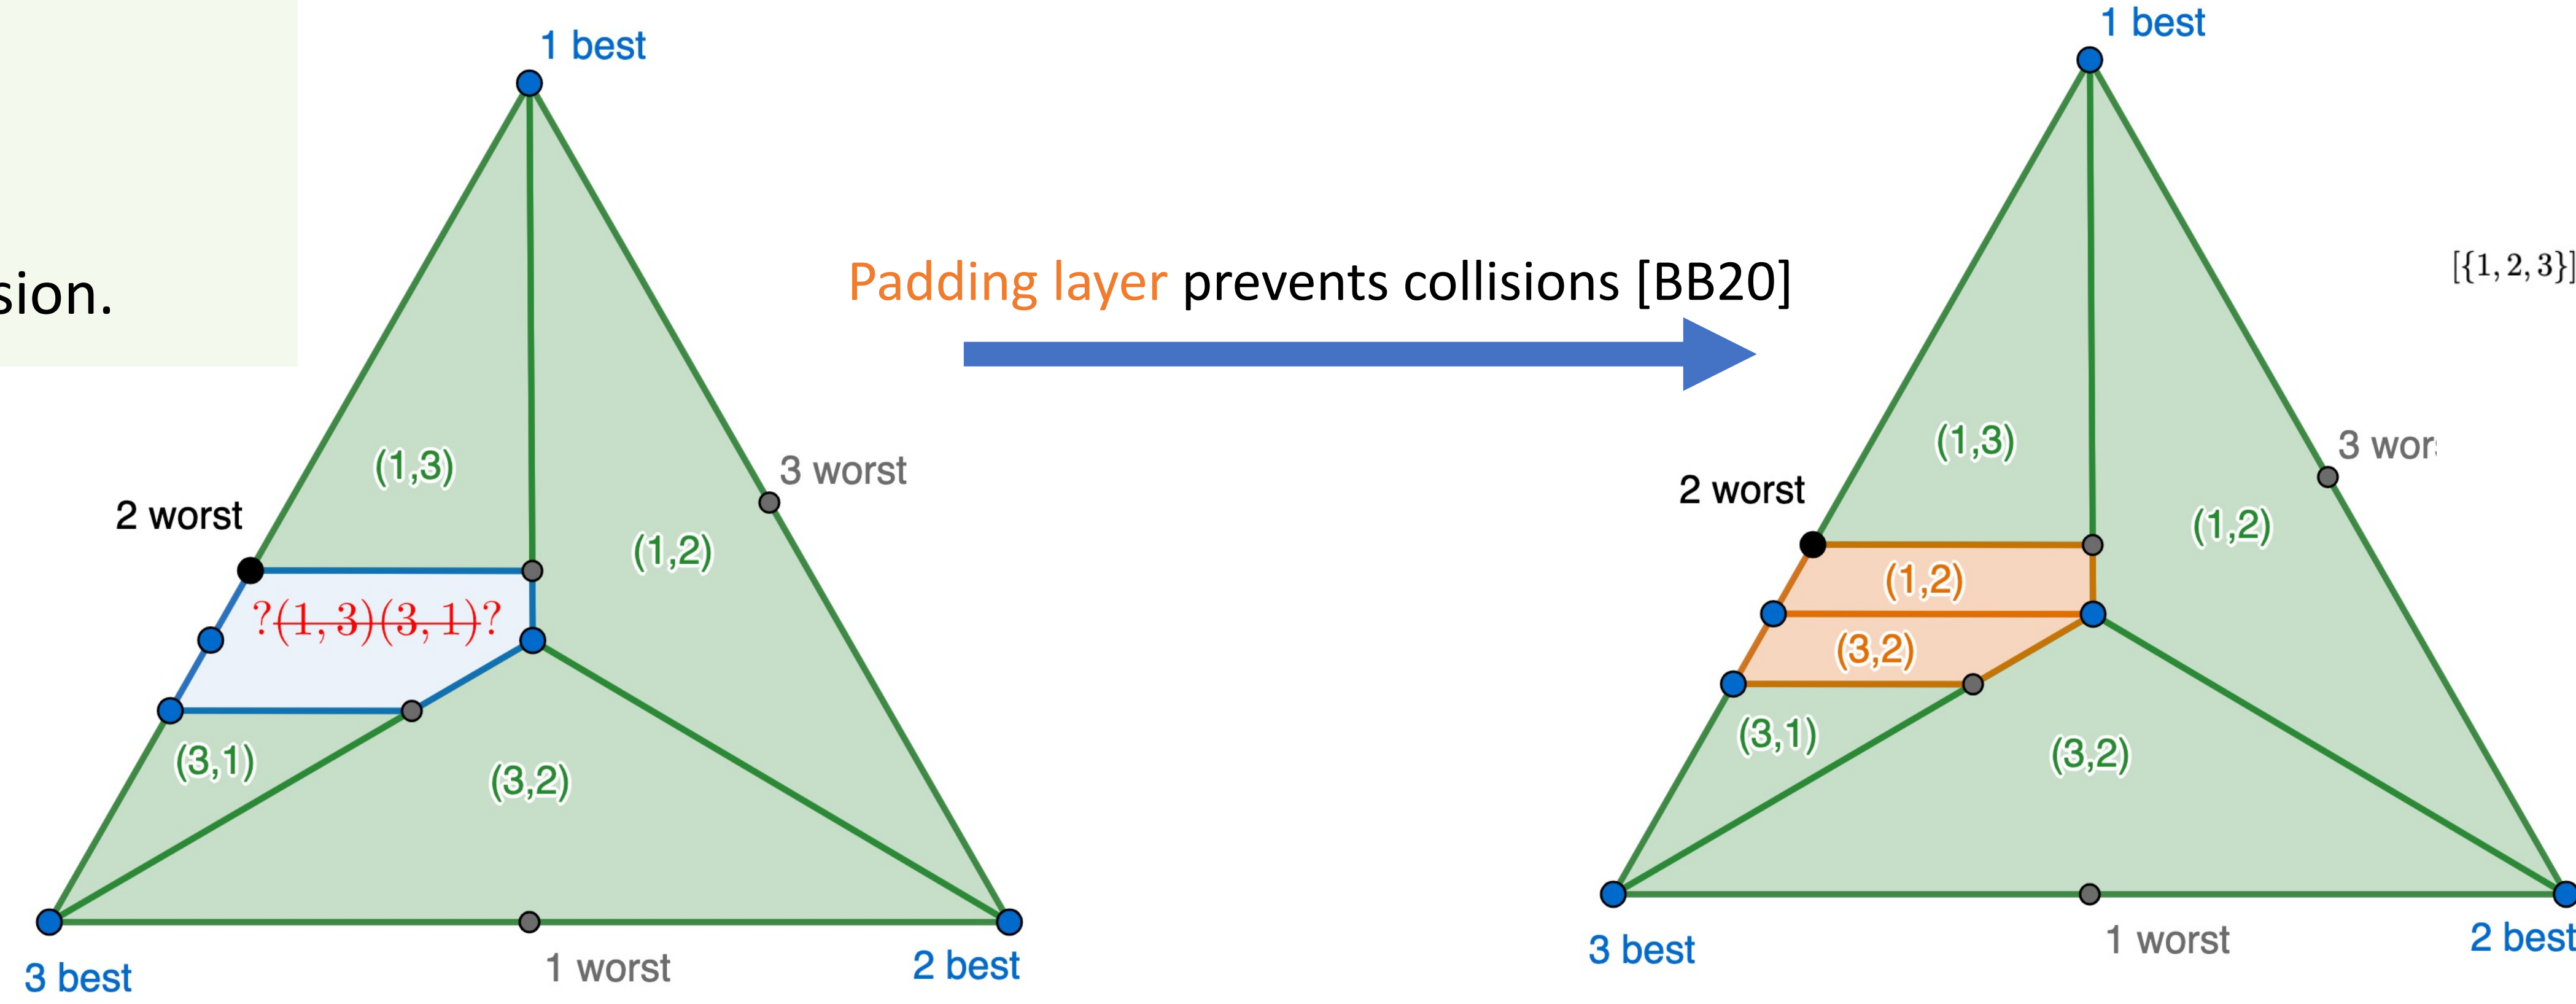 sion.
1 best
(1,3)
3 worst
2 worst
(1,2)
?(1,3)(3,1)?
(3,1)
(3,2)
3 best
1 worst
2 best
Padding layer prevents collisions [BB20]
1 best
[{1,2,3}]
(1,3)
3 wor
2 worst
(1,2)
(1,2)
(3,2)
(3,1)
(3,2)
3 best
1 worst
2 best